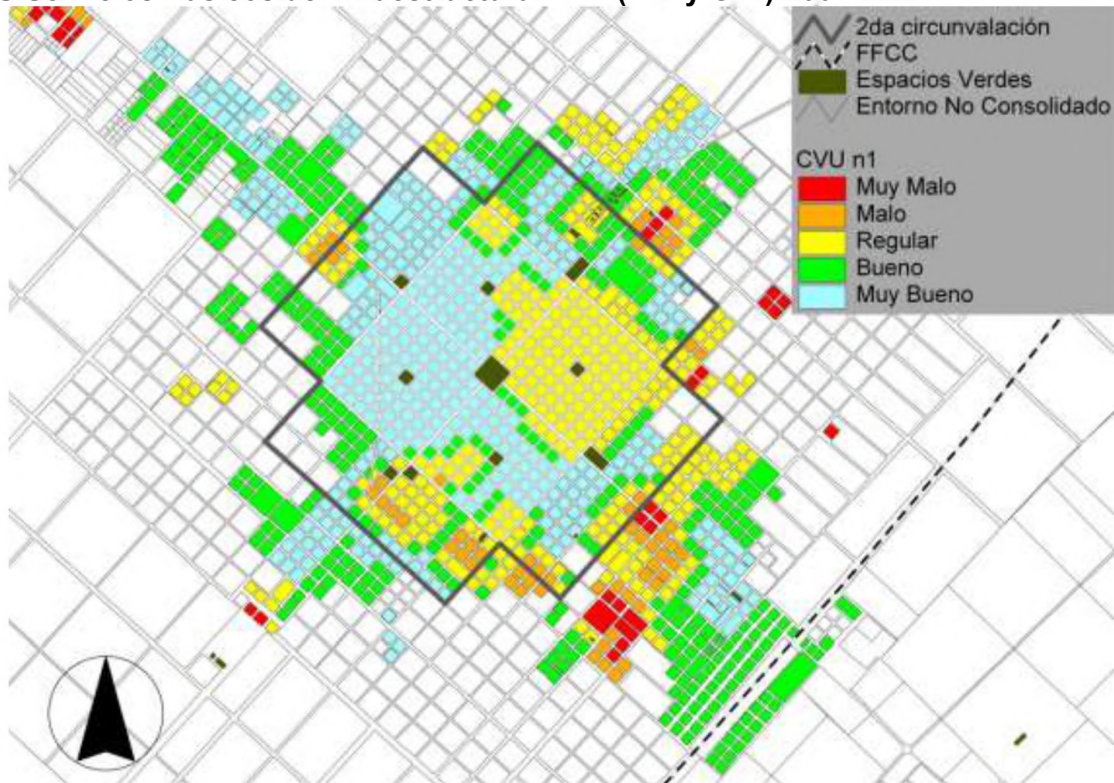 2da circunvalación
FFCC
Espacios Verdes
Entorno No Consolidado
CVU n1
Muy Malo
Malo
Regular
Bueno
Muy Bueno